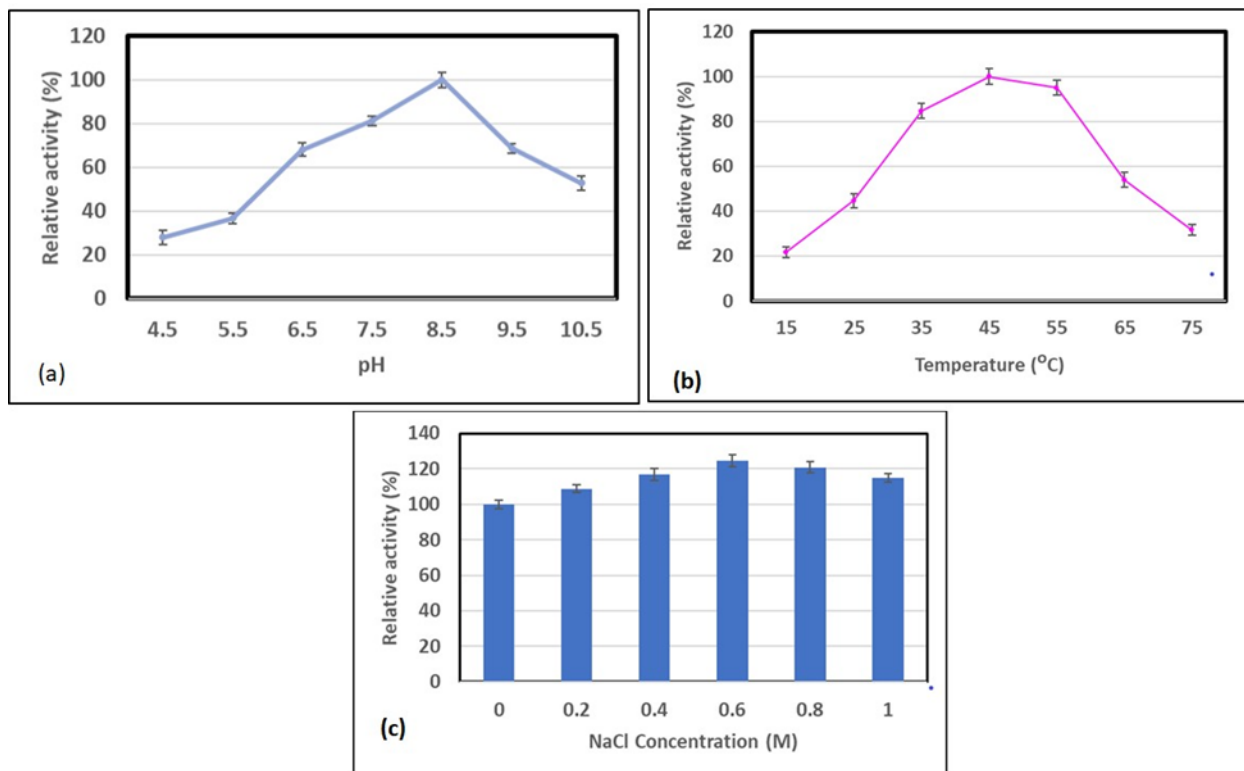 120
100
80
60
40
20
0
Relative activity (%)
4.5 5.5 6.5 7.5 8.5 9.5 10.5
pH
(a)
120
100
80
60
40
20
0
Relative activity (%)
15 25 35 45 55 65 75
Temperature (°C)
(b)
140
120
100
80
60
40
20
0
Relative activity (%)
0 0.2 0.4 0.6 0.8 1
NaCl Concentration (M)
(c)